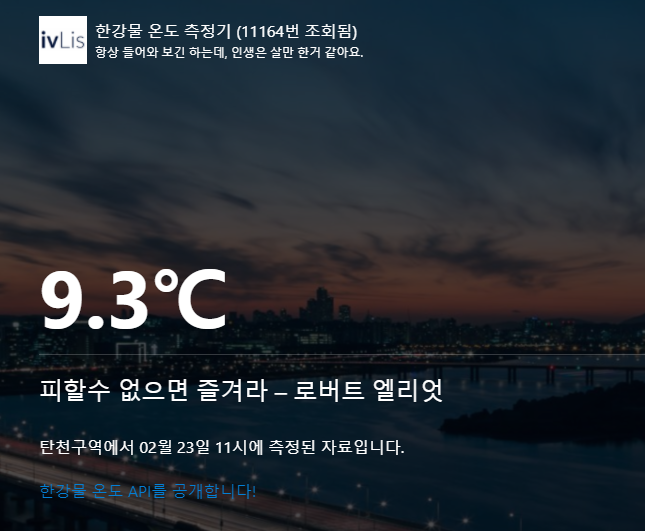 ivLis
한강물 온도 측정기 (11164번 조회됨)
항상 들어와 보긴 하는데, 인생은 살만 한거 같아요.
9.3℃
피할수 없으면 즐겨라 – 로버트 엘리엇
탄천구역에서 02월 23일 11시에 측정된 자료입니다.
한강물 온도 API를 공개합니다!